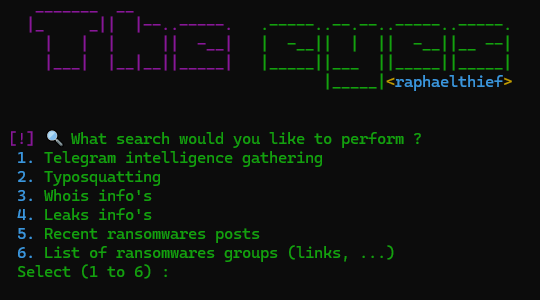 The eyes
<raphaelthief>
[!] 🔍 What search would you like to perform ?
1. Telegram intelligence gathering
2. Typosquatting
3. Whois info's
4. Leaks info's
5. Recent ransomwares posts
6. List of ransomwares groups (links, ...)
Select (1 to 6) :